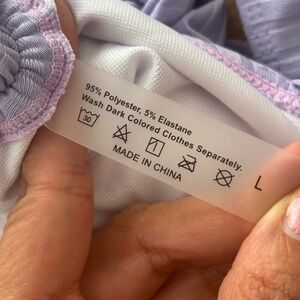 95% Polyester, 5% Elastane
Wash Dark Colored Clothes Separately.
30
MADE IN CHINA
L